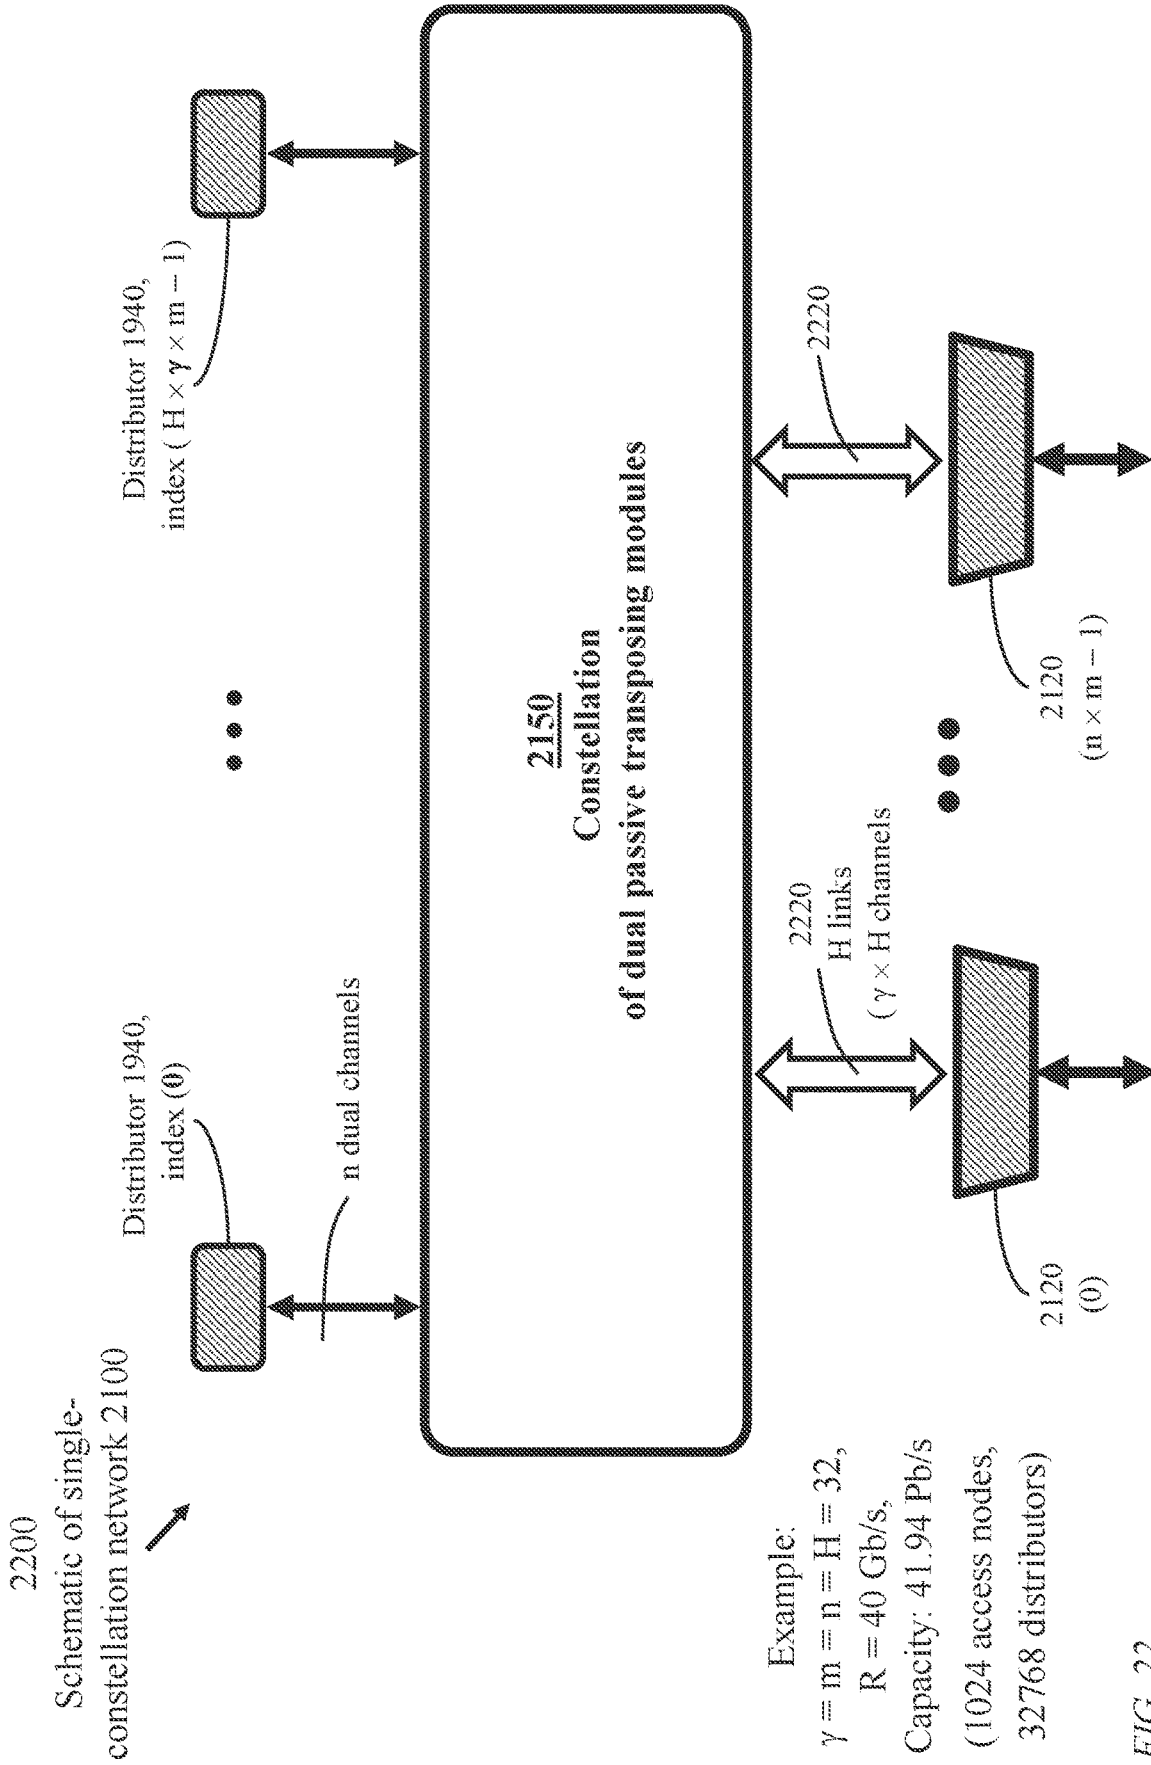 2200
Schematic of single-
constellation network 2100
Distributor 1940,
index (0)
Distributor 1940,
index ( H × γ × m − 1)
n dual channels
2150
Constellation
of dual passive transposing modules
2220
H links
( γ × H channels
2220
2120
(0)
2120
(n × m − 1)
Example:
γ = m = n = H = 32,
R = 40 Gb/s,
Capacity: 41.94 Pb/s
(1024 access nodes,
32768 distributors)
FIG. 22